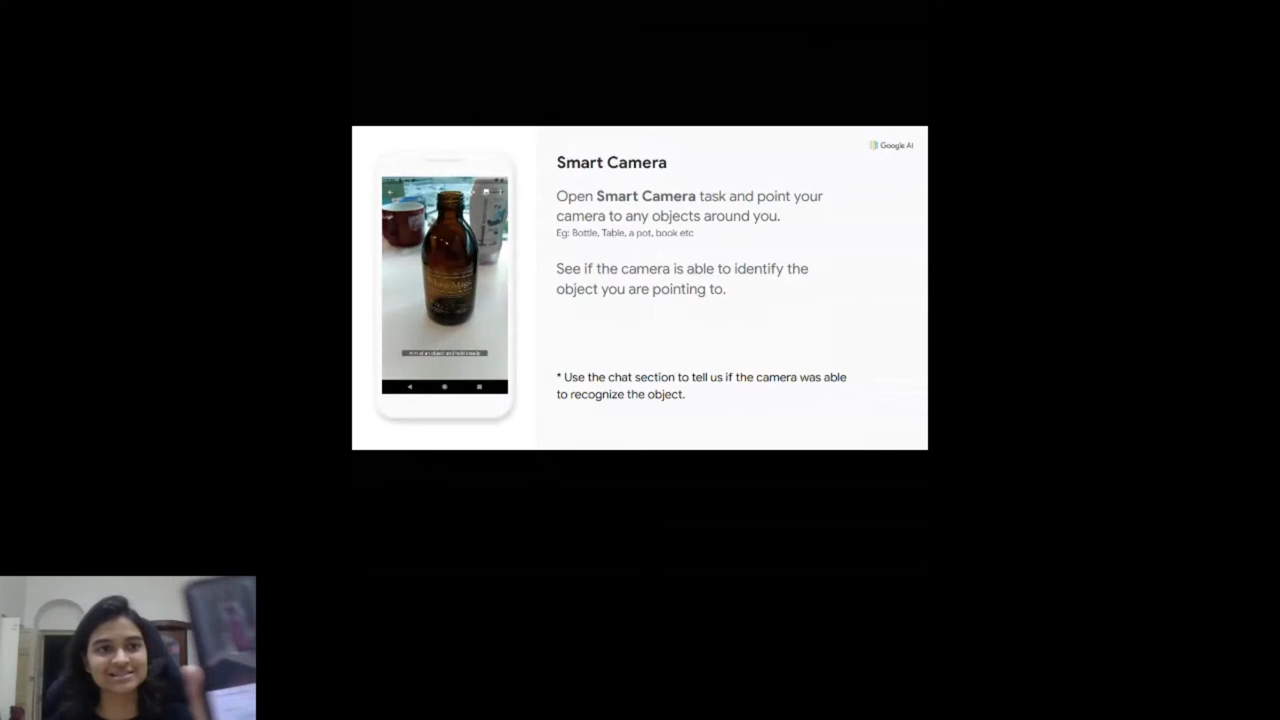 Google AI
Smart Camera
Open Smart Camera task and point your
camera to any objects around you.
Eg: Bottle, Table, a pot, book etc
See if the camera is able to identify the
object you are pointing to.
* Use the chat section to tell us if the camera was able
to recognize the object.